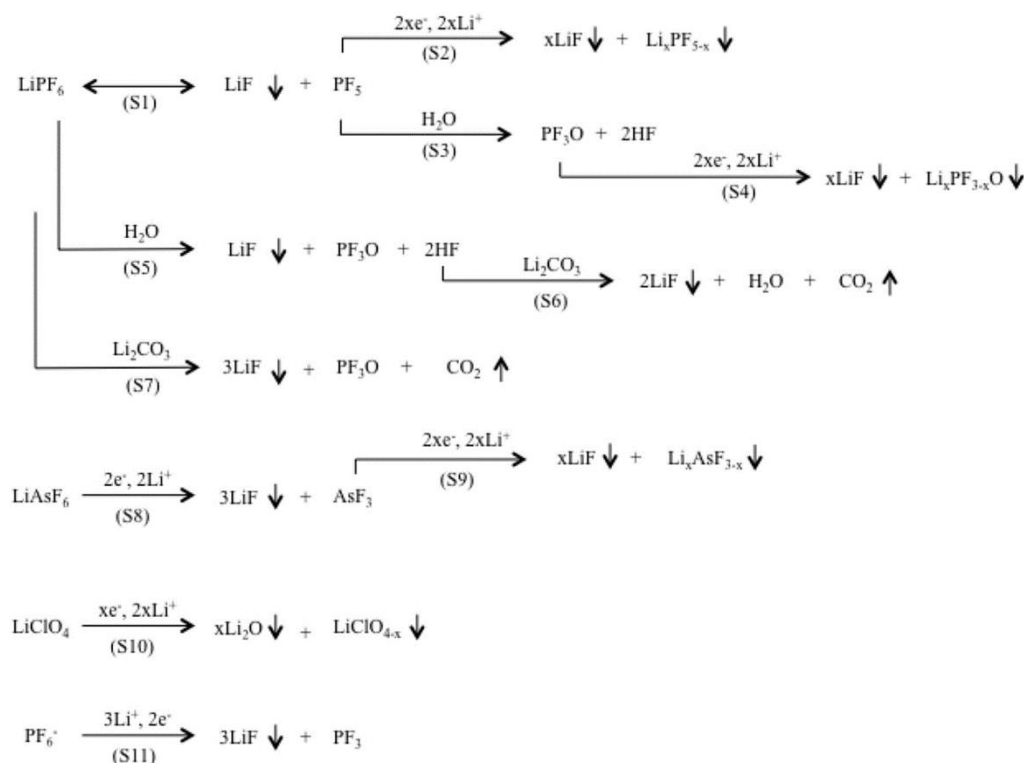 2xe⁻, 2xLi⁺
(S2)
xLiF ↓ + LiₓPF₅₋ₓ ↓
LiPF₆ ⟷ (S1) LiF ↓ + PF₅
H₂O
(S3)
PF₃O + 2HF
2xe⁻, 2xLi⁺
(S4)
xLiF ↓ + LiₓPF₃₋ₓO ↓
H₂O
(S5)
LiF ↓ + PF₃O + 2HF
Li₂CO₃
(S6)
2LiF ↓ + H₂O + CO₂ ↑
Li₂CO₃
(S7)
3LiF ↓ + PF₃O + CO₂ ↑
2xe⁻, 2xLi⁺
(S9)
xLiF ↓ + LiₓAsF₃₋ₓ ↓
LiAsF₆
2e⁻, 2Li⁺
(S8)
3LiF ↓ + AsF₃
LiClO₄
xe⁻, 2xLi⁺
(S10)
xLi₂O ↓ + LiClO₄₋ₓ ↓
PF₆⁻
3Li⁺, 2e⁻
(S11)
3LiF ↓ + PF₃